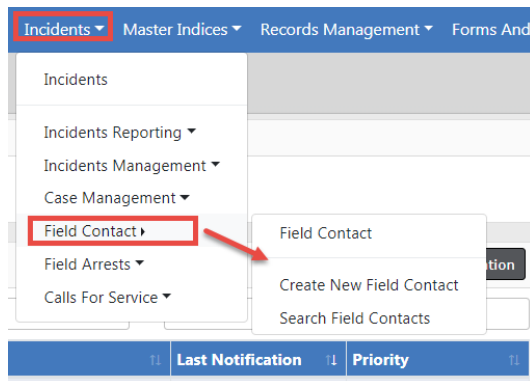 Incidents Master Indices Records Management Forms And
Incidents
Incidents Reporting
Incidents Management
Case Management
Field Contact
Field Contact
Field Arrests
tion
Create New Field Contact
Calls For Service
Search Field Contacts
Last Notification Priority